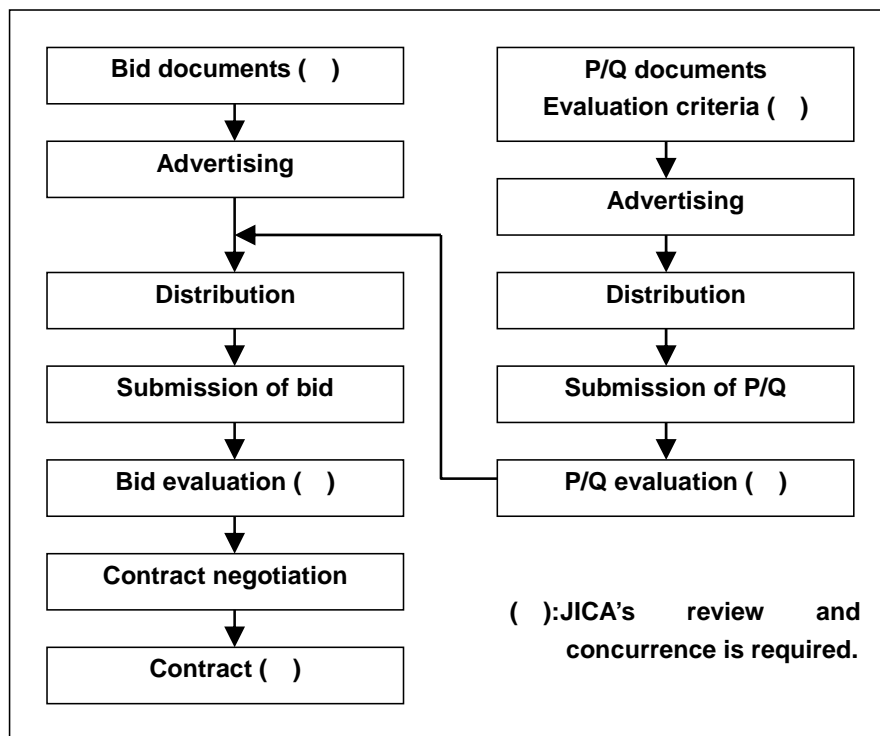 Bid documents (   )
Advertising
Distribution
Submission of bid
Bid evaluation (   )
Contract negotiation
Contract (   )
P/Q documents
Evaluation criteria (   )
Advertising
Distribution
Submission of P/Q
P/Q evaluation (   )
(   ):JICA’s review and
concurrence is required.